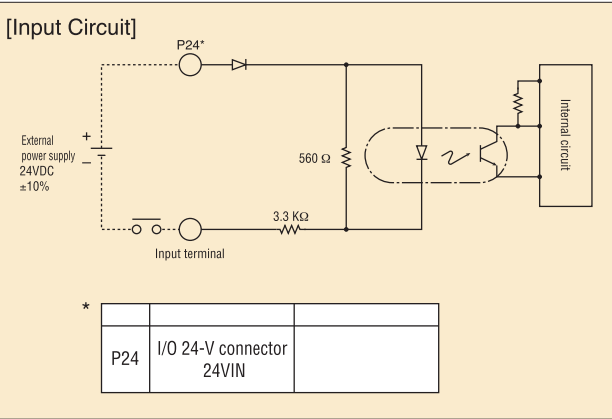 [Input Circuit]
P24*
External
power supply
24VDC
±10%
+
−
560 Ω
3.3 KΩ
Input terminal
Internal circuit
*
P24
I/O 24-V connector
24VIN